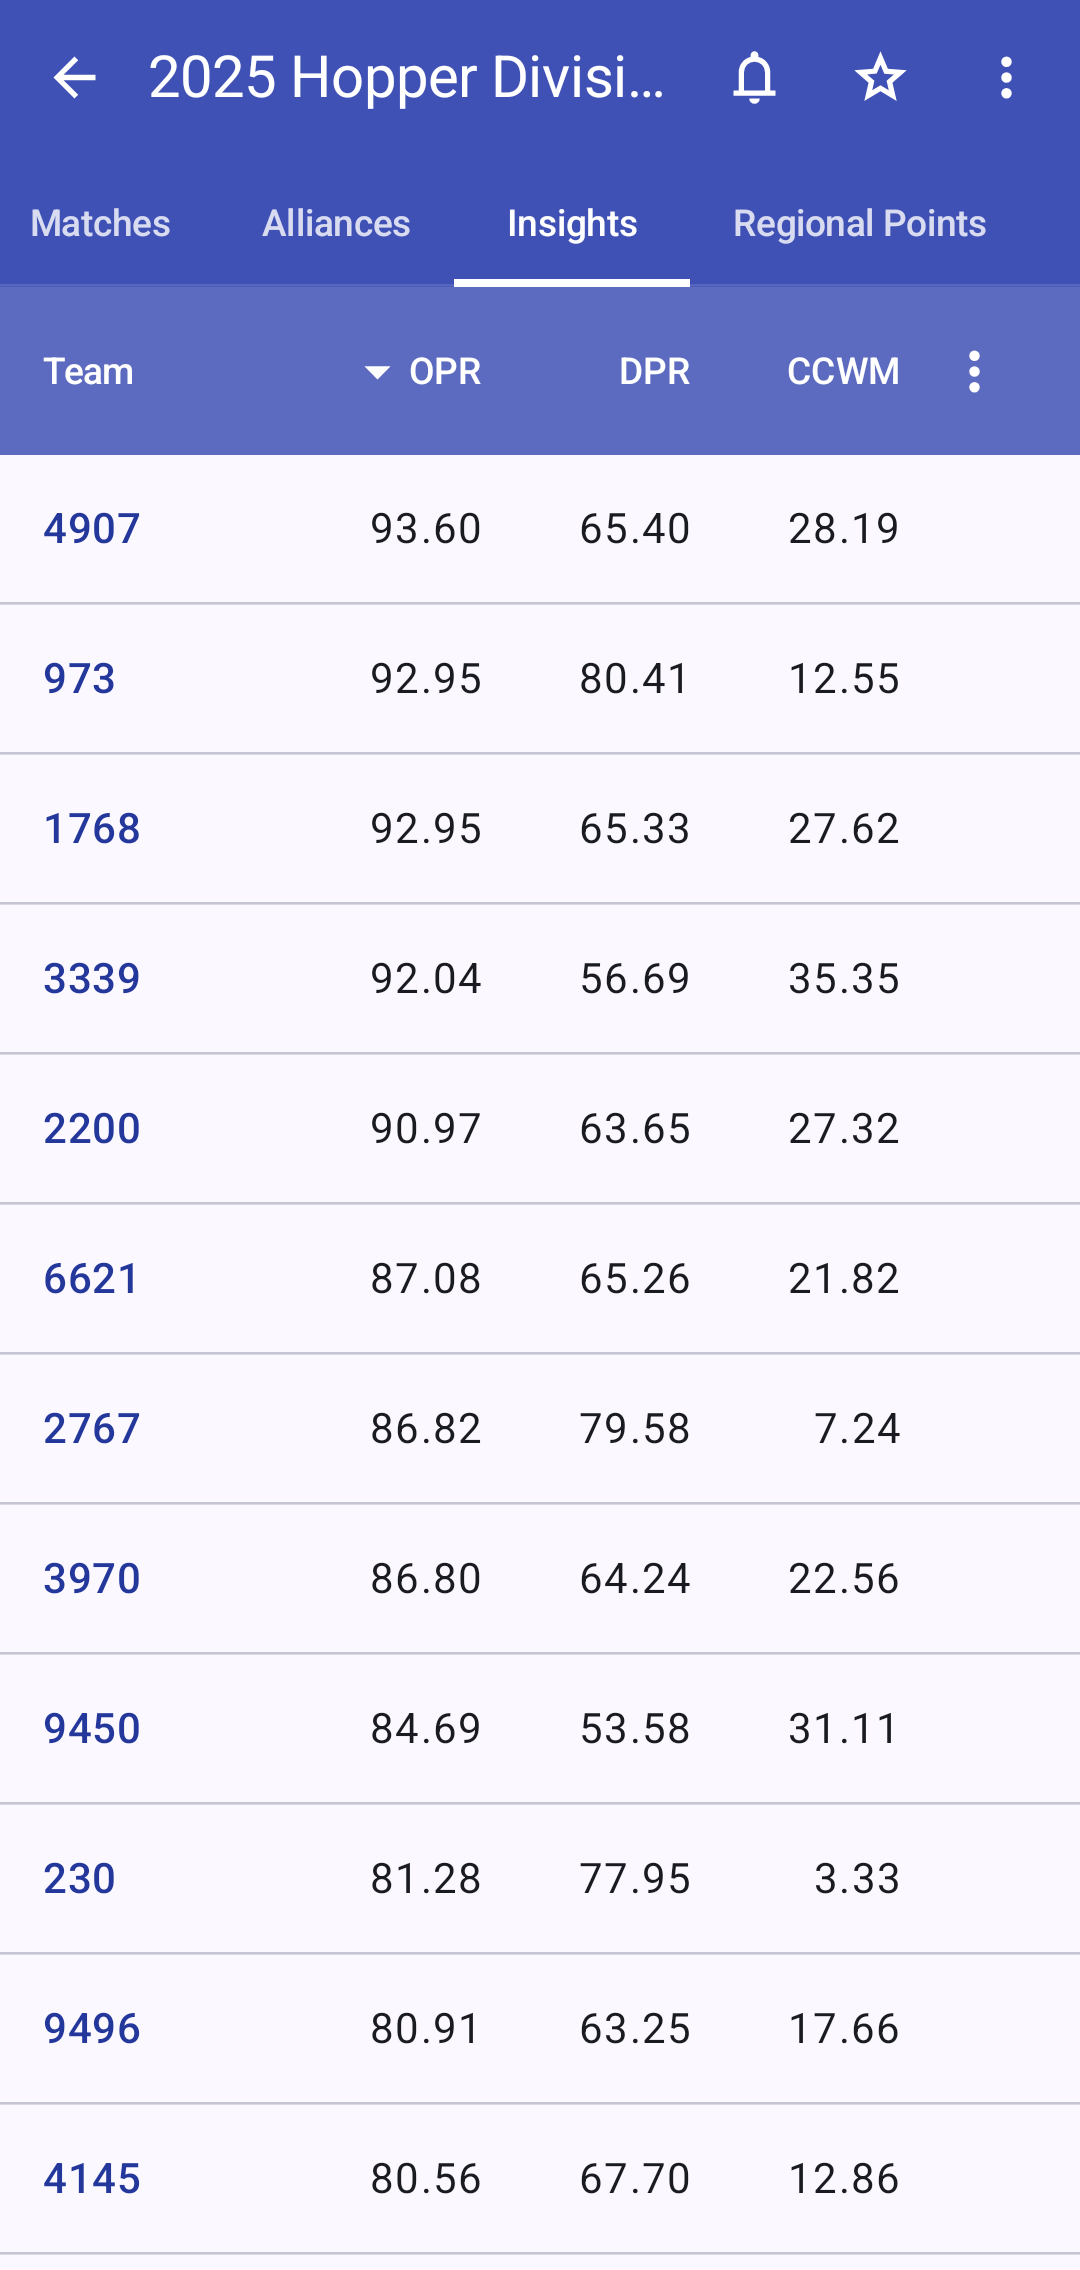 2025 Hopper Divisi...
Matches Alliances Insights Regional Points
Team OPR DPR CCWM
4907 93.60 65.40 28.19
973 92.95 80.41 12.55
1768 92.95 65.33 27.62
3339 92.04 56.69 35.35
2200 90.97 63.65 27.32
6621 87.08 65.26 21.82
2767 86.82 79.58 7.24
3970 86.80 64.24 22.56
9450 84.69 53.58 31.11
230 81.28 77.95 3.33
9496 80.91 63.25 17.66
4145 80.56 67.70 12.86